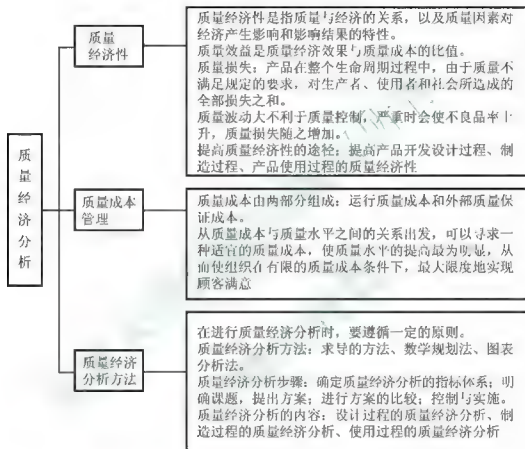 质量经济分析
质量
经济性
质量经济性是指质量与经济的关系，以及质量因素对
经济产生影响和影响结果的特性。
质量效益是质量经济效果与质量成本的比值。
质量损失：产品在整个生命周期过程中，由于质量不
满足规定的要求，对生产者、使用者和社会所造成的
全部损失之和。
质量波动大不利于质量控制，严重时会使不良品率上
升，质量损失随之增加。
提高质量经济性的途径：提高产品开发设计过程、制
造过程、产品使用过程的质量经济性
质量成本
管理
质量成本由两部分组成：运行质量成本和外部质量保
证成本。
从质量成本与质量水平之间的关系出发，可以寻求一
种适宜的质量成本，使质量水平的提高最为明显，从
而使组织在有限的质量成本条件下，最大限度地实现
顾客满意
质量经济
分析方法
在进行质量经济分析时，要遵循一定的原则。
质量经济分析方法：求导的方法、数学规划法、图表
分析法。
质量经济分析步骤：确定质量经济分析的指标体系；明
确课题，提出方案；进行方案的比较；控制与实施。
质量经济分析的内容：设计过程的质量经济分析、制
造过程的质量经济分析、使用过程的质量经济分析